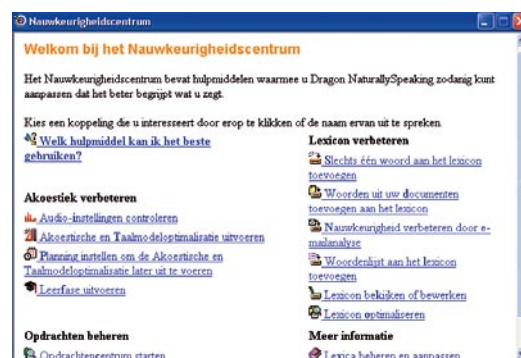 Nauwkeurigheidscentrum
Welkom bij het Nauwkeurigheidscentrum
Het Nauwkeurigheidscentrum bevat hulpmiddelen waarmee u Dragon NaturallySpeaking zodanig kunt
aanpassen dat het beter begrijpt wat u zegt.
Kies een koppeling die u interesseert door erop te klikken of de naam ervan uit te spreken.
Welk hulpmiddel kan ik het beste
gebruiken?
Akoestiek verbeteren
Audio-instellingen controleren
Akoestische en Taalmodeloptimalisatie uitvoeren
Planning instellen om de Akoestische en
Taalmodeloptimalisatie later uit te voeren
Leerfase uitvoeren
Opdrachten beheren
Opdrachtencentrum starten
Lexicon verbeteren
Slechts één woord aan het lexicon
toevoegen
Woorden uit uw documenten
toevoegen aan het lexicon
Nauwkeurigheid verbeteren door e-
mailanalyse
Woordenlijst aan het lexicon
toevoegen
Lexicon bekijken of bewerken
Lexicon optimaliseren
Meer informatie
Lexica beheren en aanpassen